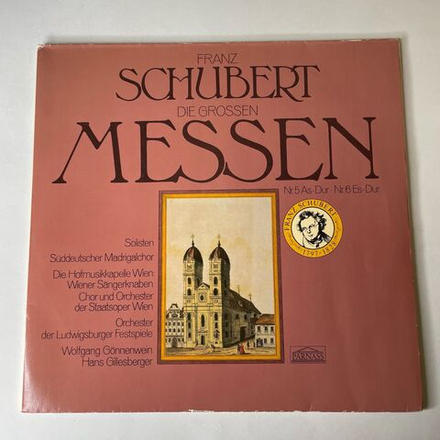 FRANZ
SCHUBERT
DIE GROSSEN
MESSEN
Nr. 5 As-Dur · Nr. 6 Es-Dur
FRANZ SCHUBERT
1797-1828
Solisten
Süddeutscher Madrigalchor
Die Hofmusikkapelle Wien
Wiener Sängerknaben
Chor und Orchester
der Staatsoper Wien
Orchester
der Ludwigsburger Festspiele
Wolfgang Gönnenwein
Hans Gillesberger
PARNASS